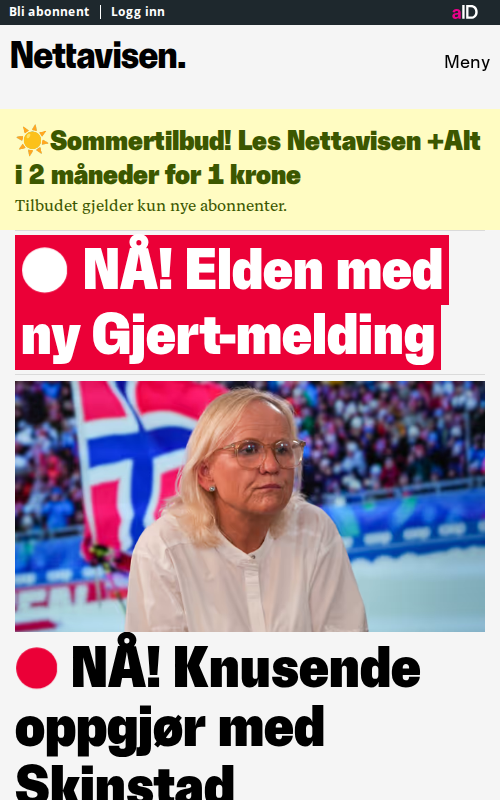 Bli abonnent
Logg inn
aID
Nettavisen.
Meny
☀️Sommertilbud! Les Nettavisen +Alt
i 2 måneder for 1 krone
Tilbudet gjelder kun nye abonnenter.
NÅ! Elden med
ny Gjert-melding
NÅ! Knusende
oppgjør med
Skinstad